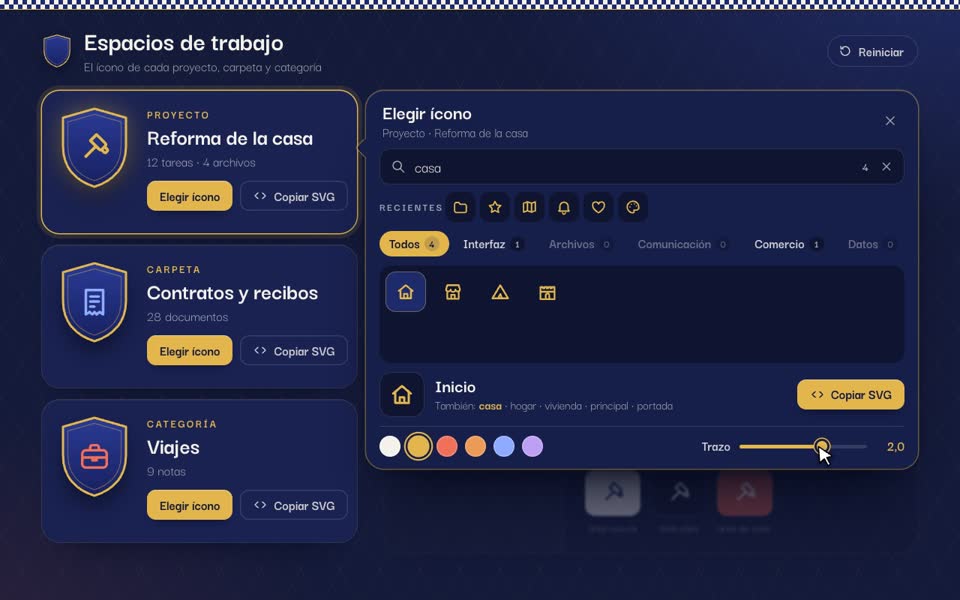 Espacios de trabajo
El ícono de cada proyecto, carpeta y categoría
Reiniciar
PROYECTO
Reforma de la casa
12 tareas · 4 archivos
Elegir ícono
Copiar SVG
CARPETA
Contratos y recibos
28 documentos
Elegir ícono
Copiar SVG
CATEGORÍA
Viajes
9 notas
Elegir ícono
Copiar SVG
Elegir ícono
Proyecto · Reforma de la casa
casa 4
RECIENTES
Todos 4 Interfaz 1 Archivos 0 Comunicación 0 Comercio 1 Datos 0
Inicio
También: casa · hogar · vivienda · principal · portada
Copiar SVG
Trazo 2,0